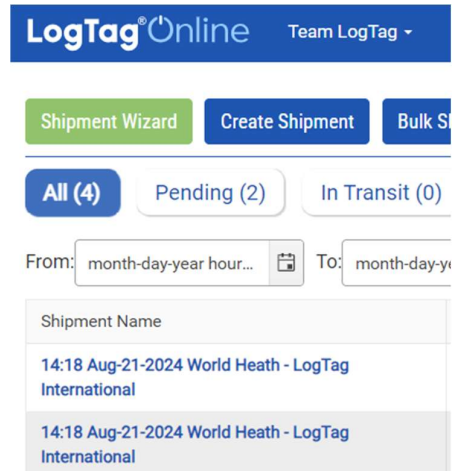 LogTag® Online Team LogTag
Shipment Wizard Create Shipment Bulk
All (4) Pending (2) In Transit (0)
From: month-day-year hour... To: month-day-ye
Shipment Name
14:18 Aug-21-2024 World Heath - LogTag
International
14:18 Aug-21-2024 World Heath - LogTag
International